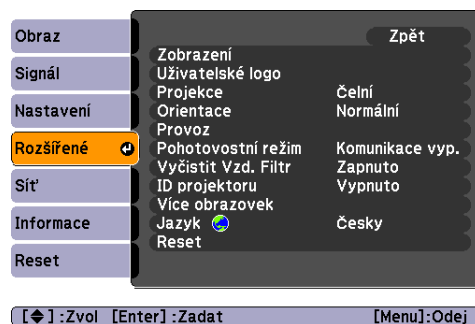 Obraz
Signál
Nastavení
Rozšířené
Síť
Informace
Reset
Zpět
Zobrazení
Uživatelské logo
Projekce Čelní
Orientace Normální
Provoz
Pohotovostní režim Komunikace vyp.
Vyčistit Vzd. Filtr Zapnuto
ID projektoru Vypnuto
Více obrazovek
Jazyk Česky
Reset
[◆] :Zvol [Enter] :Zadat [Menu]:Odej